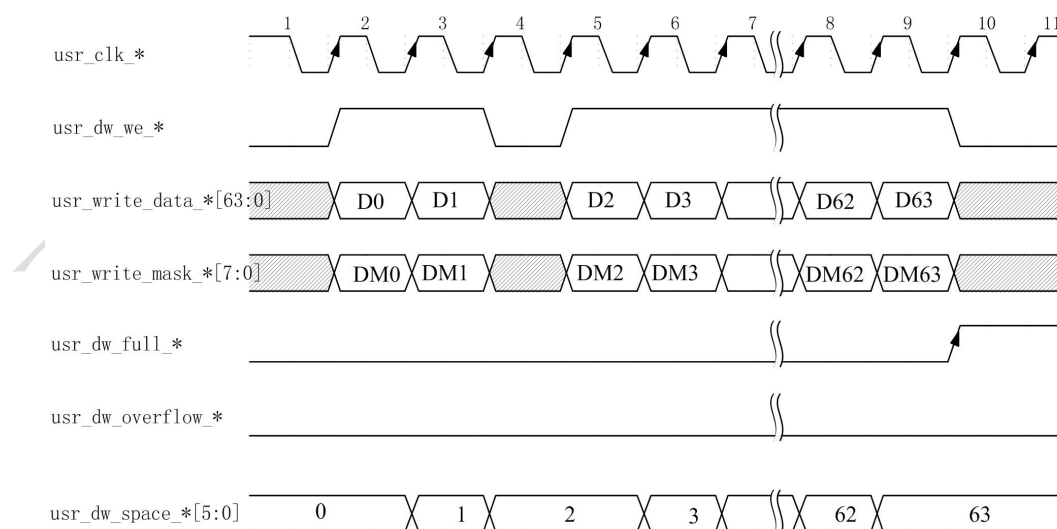 1 2 3 4 5 6 7 8 9 10 11
usr_clk_*
usr_dw_we_*
usr_write_data_*[63:0] D0 D1 D2 D3 D62 D63
usr_write_mask_*[7:0] DM0 DM1 DM2 DM3 DM62 DM63
usr_dw_full_*
usr_dw_overflow_*
usr_dw_space_*[5:0] 0 1 2 3 62 63